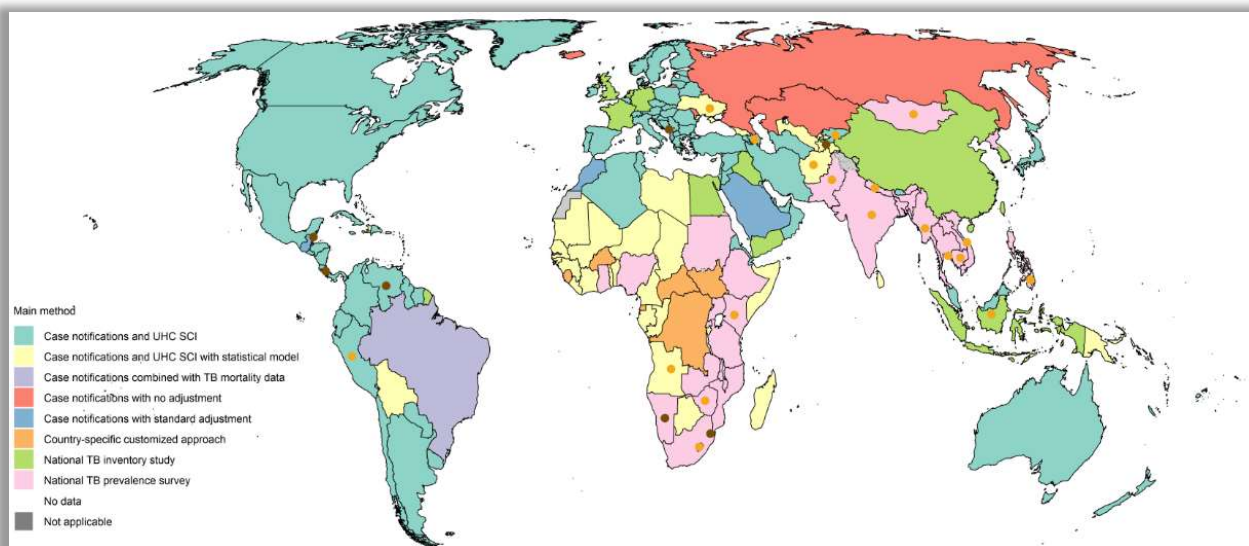 Main method
Case notifications and UHC SCI
Case notifications and UHC SCI with statistical model
Case notifications combined with TB mortality data
Case notifications with no adjustment
Case notifications with standard adjustment
Country-specific customized approach
National TB inventory study
National TB prevalence survey
No data
Not applicable